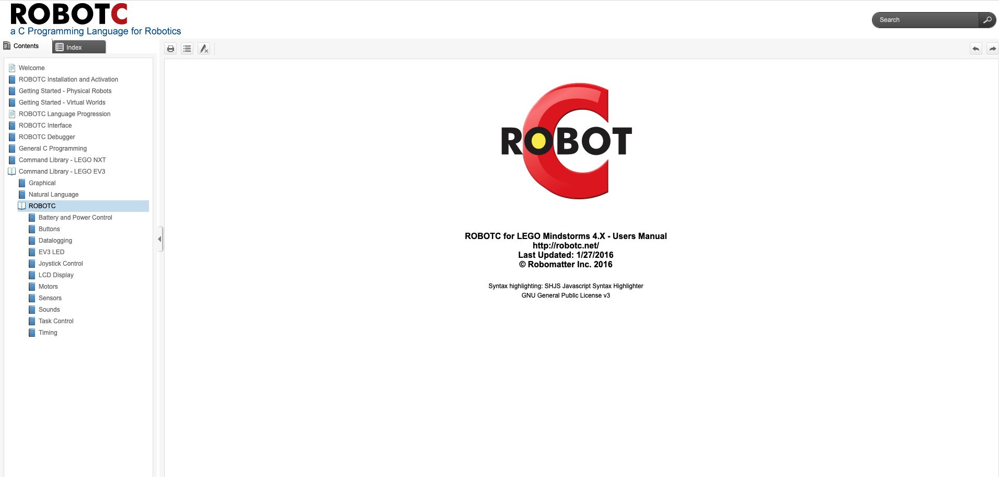 ROBOTC
a C Programming Language for Robotics
Search
Contents
Index
Welcome
ROBOTC Installation and Activation
Getting Started - Physical Robots
Getting Started - Virtual Worlds
ROBOTC Language Progression
ROBOTC Interface
ROBOTC Debugger
General C Programming
Command Library - LEGO NXT
Command Library - LEGO EV3
Graphical
Natural Language
ROBOTC
Battery and Power Control
Buttons
Datalogging
EV3 LED
Joystick Control
LCD Display
Motors
Sensors
Sounds
Task Control
Timing
ROBOT C
ROBOTC for LEGO Mindstorms 4.X - Users Manual
http://robotc.net/
Last Updated: 1/27/2016
© Robomatter Inc. 2016
Syntax highlighting: SHJS Javascript Syntax Highlighter
GNU General Public License v3